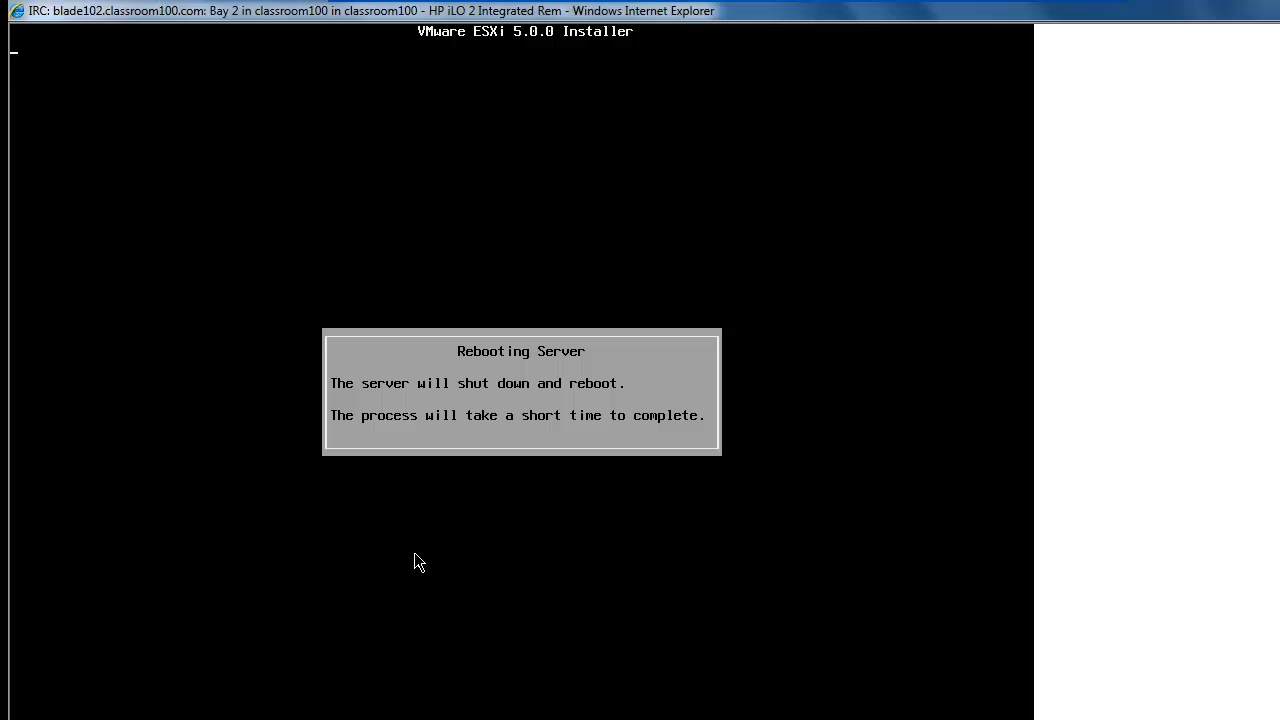 IRC: blade102.classroom100.com: Bay 2 in classroom100 in classroom100 - HP iLO 2 Integrated Rem - Windows Internet Explorer
VMware ESXi 5.0.0 Installer
Rebooting Server
The server will shut down and reboot.
The process will take a short time to complete.